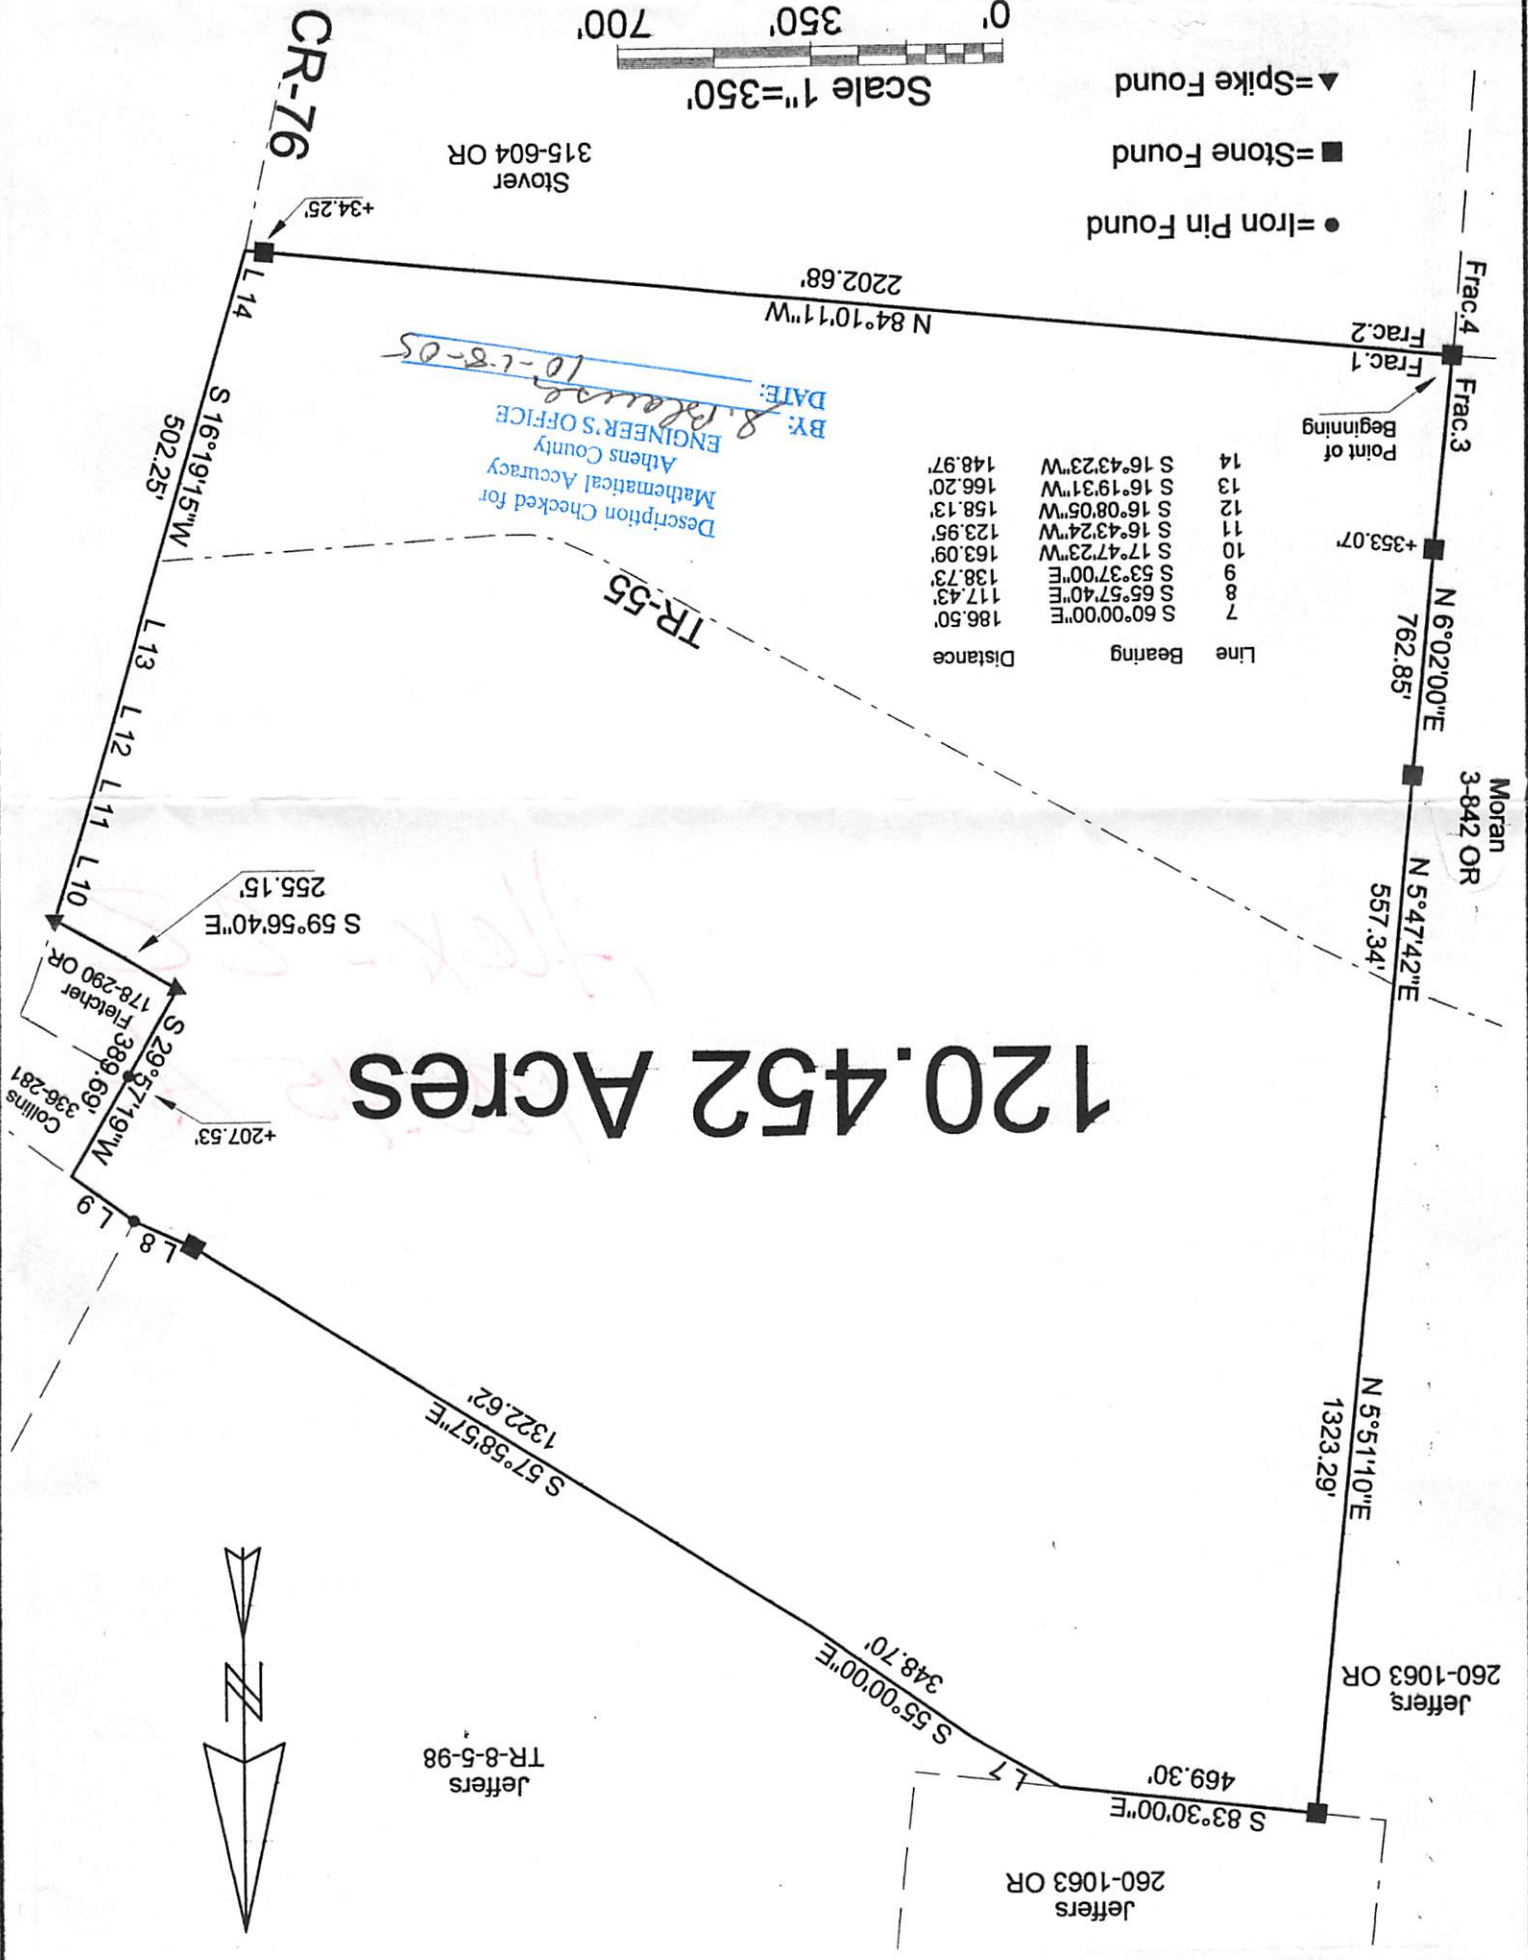 Jeffers
260-1063 OR
Jeffers
260-1063 OR
S 83°30'00"E
469.30'
L 7
Jeffers
TR-8-5-98
S 55°00'00"E
348.70'
N
N 5°51'10"E
1323.29'
S 57°58'57"E
1322.62'
L 8
L 9
+207.53'
S 29°57'19"W
389.69'
Collins
336-281
Fletcher
178-290 OR
120.452 Acres
S 59°56'40"E
255.15'
N 5°47'42"E
557.34'
Moran
3-842 OR
L 10
L 11
L 12
L 13
N 6°02'00"E
762.85'
TR-55
Line Bearing Distance
7 S 60°00'00"E 186.50'
8 S 65°57'40"E 117.43'
9 S 53°37'00"E 138.73'
10 S 17°47'23"W 163.09'
11 S 16°43'24"W 123.95'
12 S 16°08'05"W 158.13'
13 S 16°19'31"W 166.20'
14 S 16°43'23"W 148.97'
+353.07'
Point of
Beginning
Description Checked for
Mathematical Accuracy
Athens County
ENGINEER'S OFFICE
BY:
DATE: 10-18-05
S 16°19'15"W
502.25'
L 14
Frac.3
Frac.1
Frac.2
Frac.4
N 84°10'11"W
2202.68'
+34.25'
Stover
315-604 OR
CR-76
●=Iron Pin Found
■=Stone Found
▲=Spike Found
Scale 1"=350'
0' 350' 700'